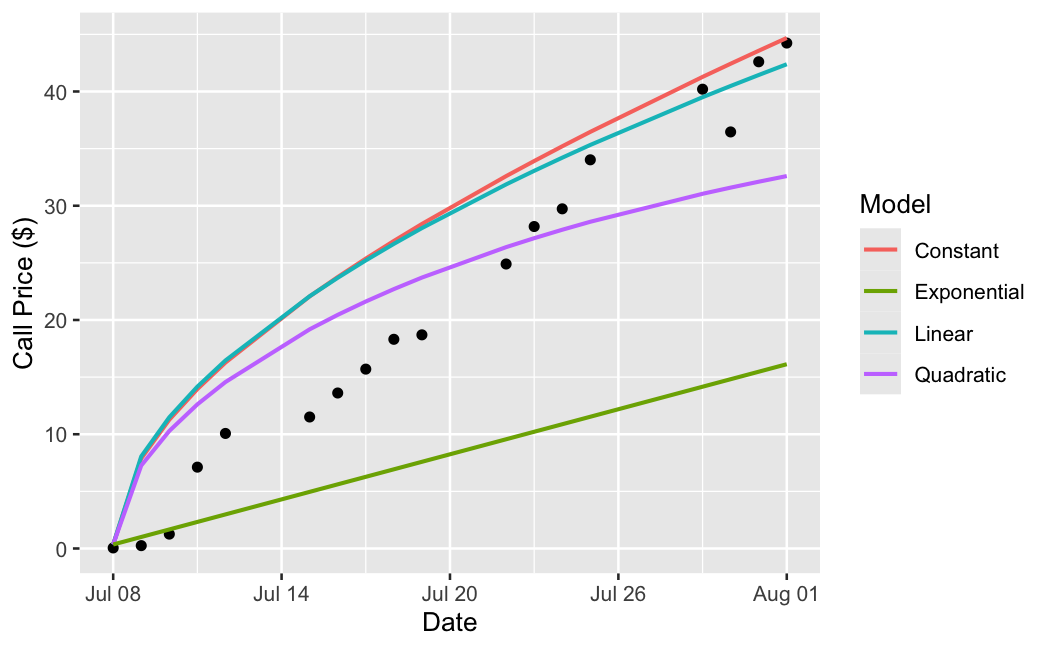 Call Price ($)
40
30
20
10
0
Jul 08
Jul 14
Jul 20
Jul 26
Aug 01
Date
Model
Constant
Exponential
Linear
Quadratic